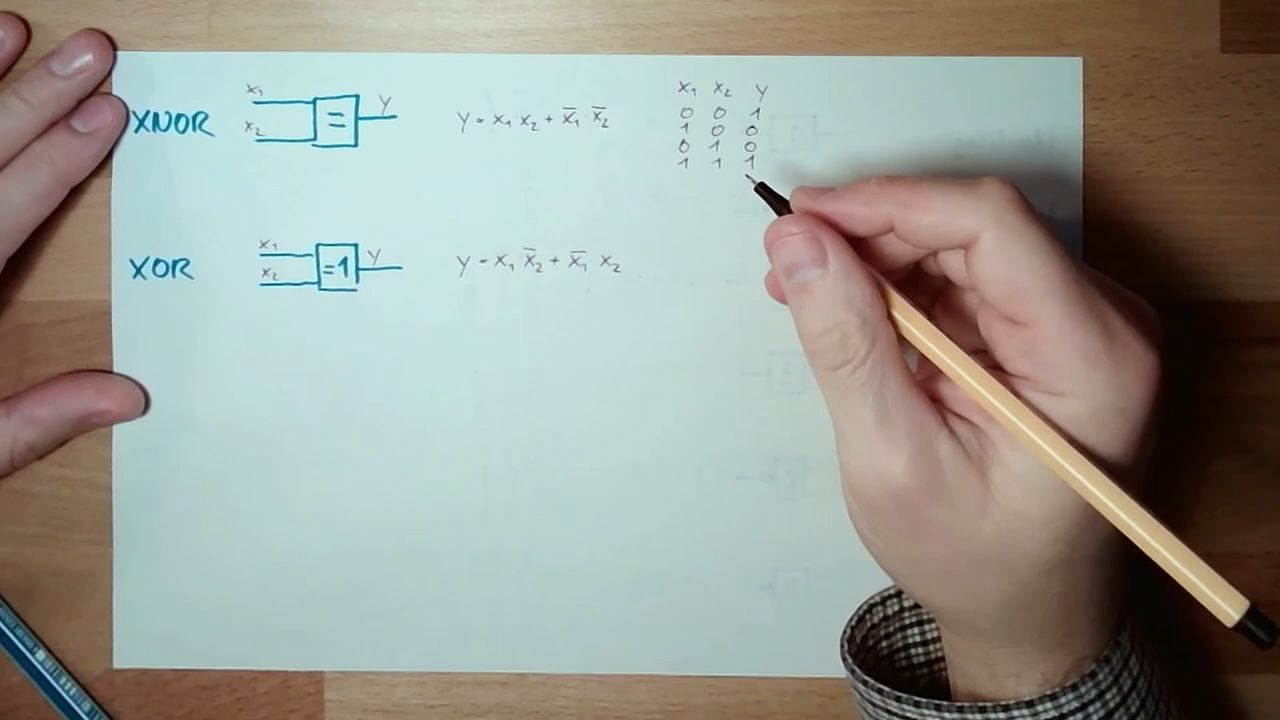 XNOR x₁ x₂ = y y = x₁ x₂ + x̅₁ x̅₂
x₁ x₂ y
0 0 1
1 0 0
0 1 0
1 1 1
XOR x₁ x₂ =1 y y = x₁ x̅₂ + x̅₁ x₂